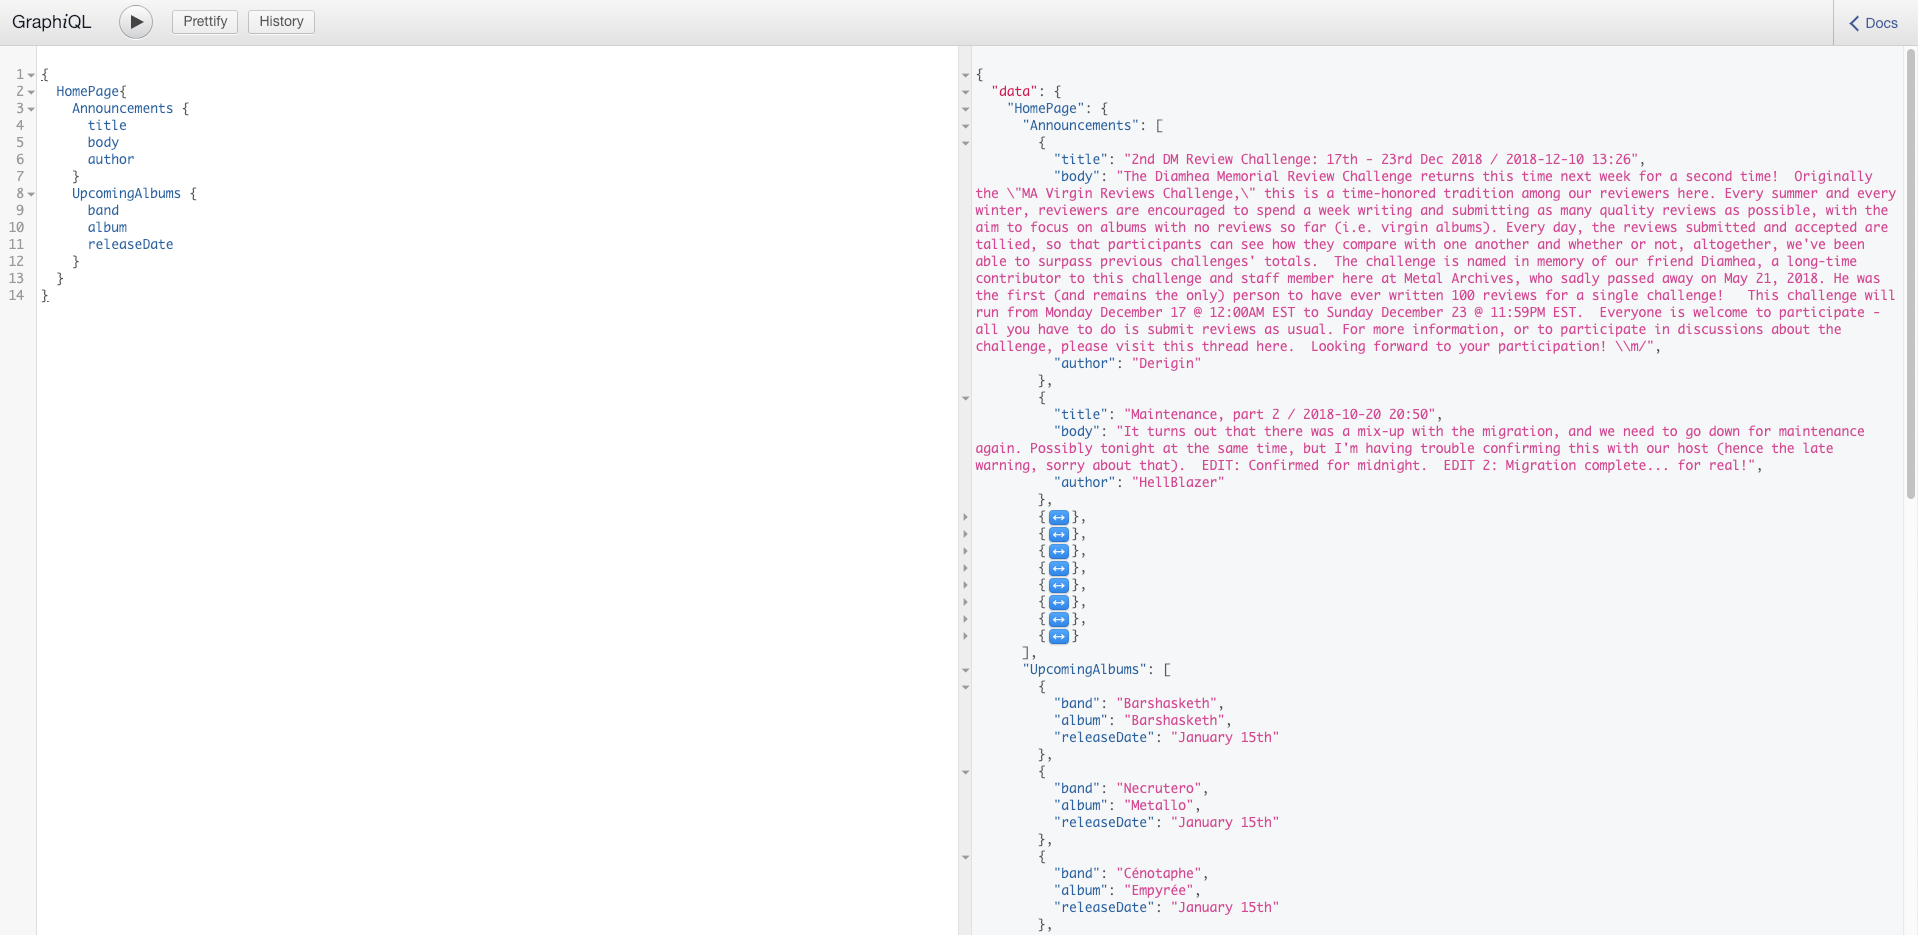 GraphiQL Prettify History Docs
1 {
2 HomePage{
3 Announcements {
4 title
5 body
6 author
7 }
8 UpcomingAlbums {
9 band
10 album
11 releaseDate
12 }
13 }
14 }
{
"data": {
"HomePage": {
"Announcements": [
{
"title": "2nd DM Review Challenge: 17th - 23rd Dec 2018 / 2018-12-10 13:26",
"body": "The Diamhea Memorial Review Challenge returns this time next week for a second time!  Originally
the \"MA Virgin Reviews Challenge,\" this is a time-honored tradition among our reviewers here. Every summer and every
winter, reviewers are encouraged to spend a week writing and submitting as many quality reviews as possible, with the
aim to focus on albums with no reviews so far (i.e. virgin albums). Every day, the reviews submitted and accepted are
tallied, so that participants can see how they compare with one another and whether or not, altogether, we've been
able to surpass previous challenges' totals.  The challenge is named in memory of our friend Diamhea, a long-time
contributor to this challenge and staff member here at Metal Archives, who sadly passed away on May 21, 2018. He was
the first (and remains the only) person to have ever written 100 reviews for a single challenge!   This challenge will
run from Monday December 17 @ 12:00AM EST to Sunday December 23 @ 11:59PM EST.  Everyone is welcome to participate -
all you have to do is submit reviews as usual. For more information, or to participate in discussions about the
challenge, please visit this thread here.  Looking forward to your participation! \\m/",
"author": "Derigin"
},
{
"title": "Maintenance, part 2 / 2018-10-20 20:50",
"body": "It turns out that there was a mix-up with the migration, and we need to go down for maintenance
again. Possibly tonight at the same time, but I'm having trouble confirming this with our host (hence the late
warning, sorry about that).  EDIT: Confirmed for midnight.  EDIT 2: Migration complete... for real!",
"author": "HellBlazer"
},
{↔},
{↔},
{↔},
{↔},
{↔},
{↔},
{↔},
{↔}
],
"UpcomingAlbums": [
{
"band": "Barshasketh",
"album": "Barshasketh",
"releaseDate": "January 15th"
},
{
"band": "Necrutero",
"album": "Metallo",
"releaseDate": "January 15th"
},
{
"band": "Cénotaphe",
"album": "Empyrée",
"releaseDate": "January 15th"
},